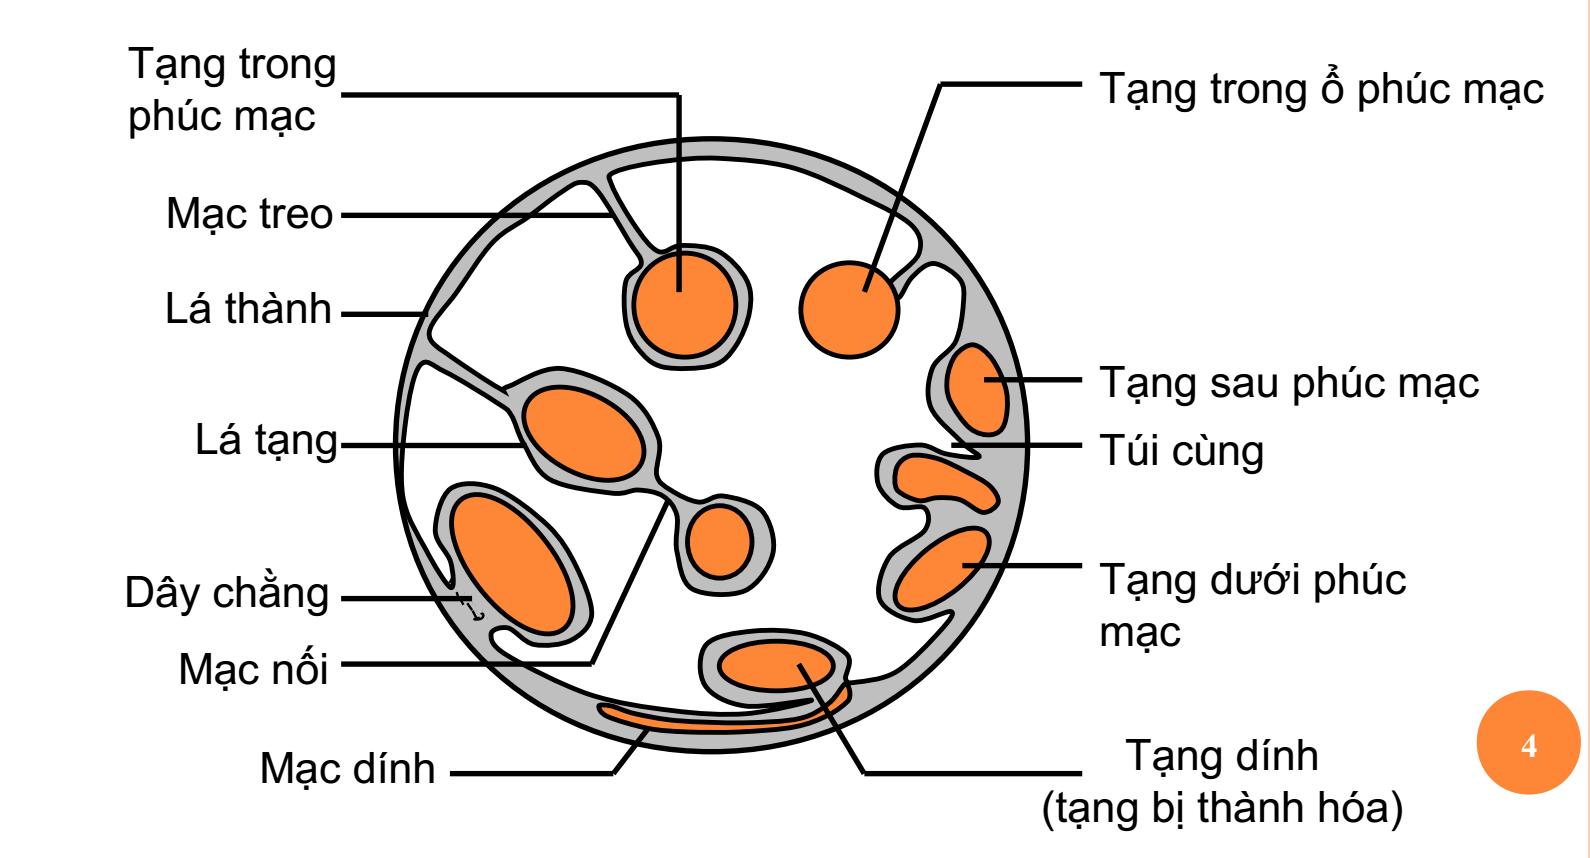 Tạng trong
phúc mạc
Mạc treo
Lá thành
Lá tạng
Dây chằng
Mạc nối
Mạc dính
Tạng trong ổ phúc mạc
Tạng sau phúc mạc
Túi cùng
Tạng dưới phúc
mạc
Tạng dính
(tạng bị thành hóa)
4